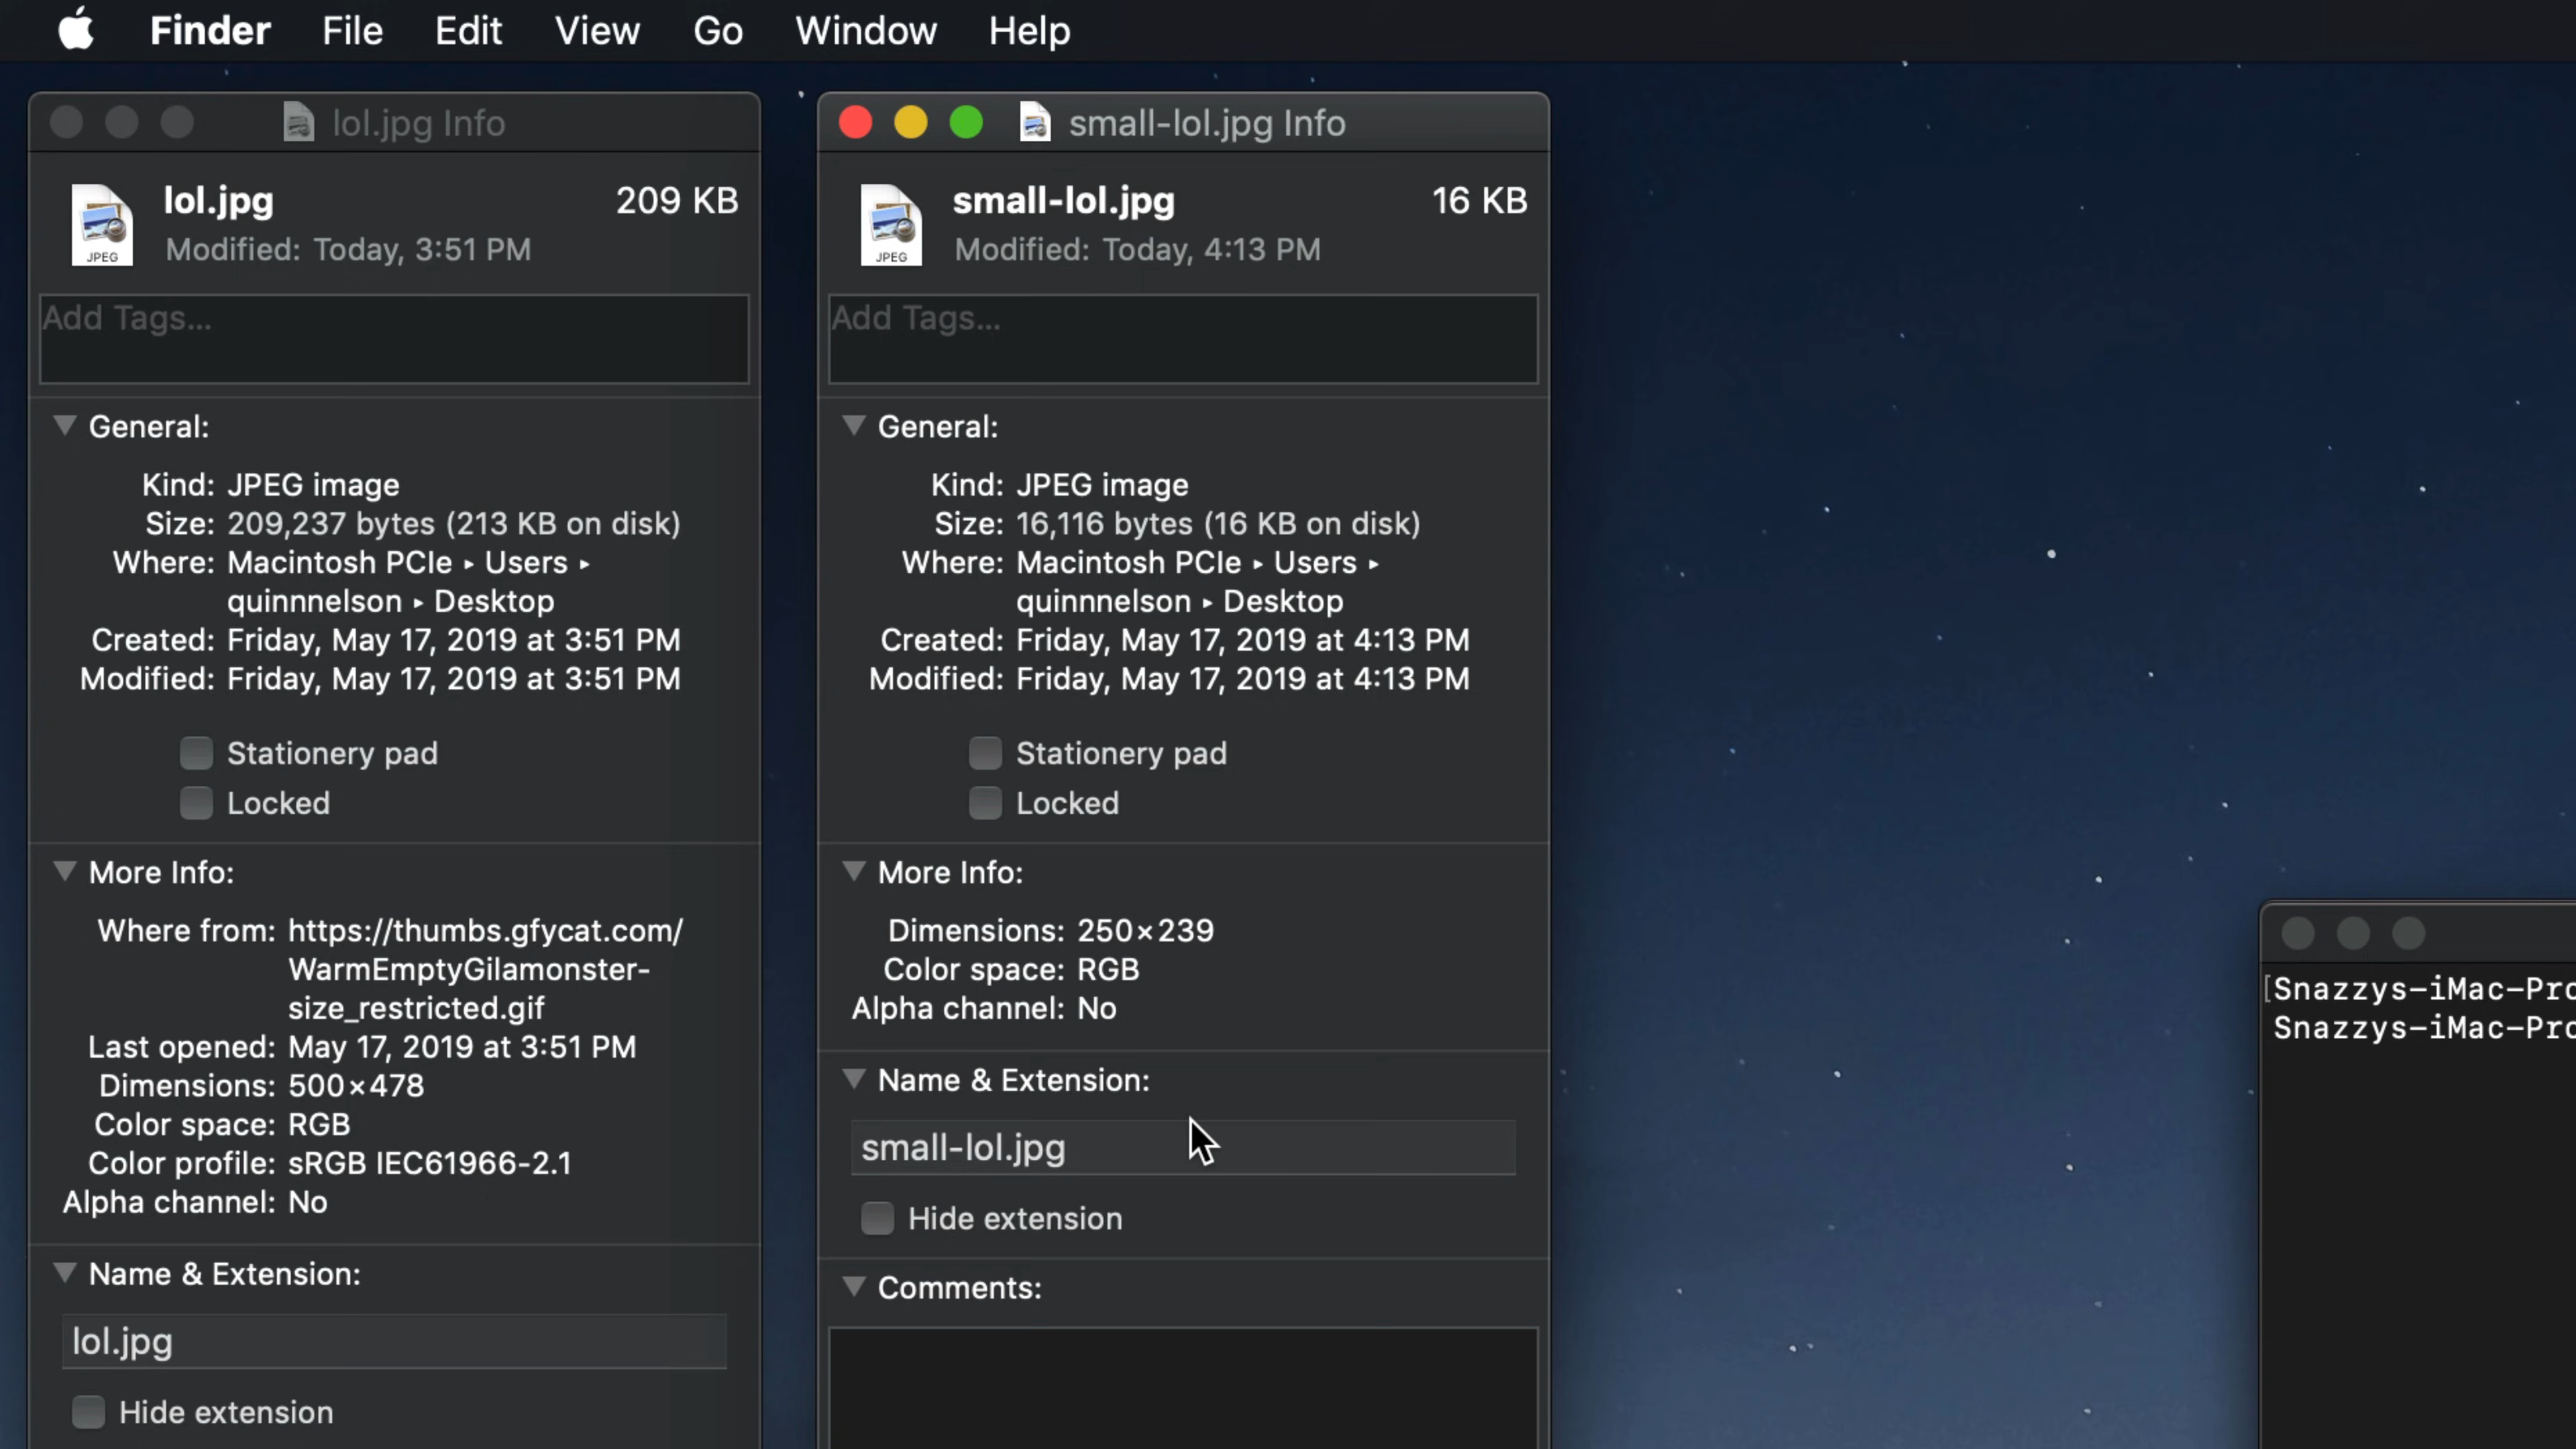 Finder File Edit View Go Window Help
lol.jpg Info
lol.jpg 209 KB
Modified: Today, 3:51 PM
JPEG
Add Tags...
General:
Kind: JPEG image
Size: 209,237 bytes (213 KB on disk)
Where: Macintosh PCIe ▸ Users ▸
quinnnelson ▸ Desktop
Created: Friday, May 17, 2019 at 3:51 PM
Modified: Friday, May 17, 2019 at 3:51 PM
Stationery pad
Locked
More Info:
Where from: https://thumbs.gfycat.com/
WarmEmptyGilamonster-
size_restricted.gif
Last opened: May 17, 2019 at 3:51 PM
Dimensions: 500×478
Color space: RGB
Color profile: sRGB IEC61966-2.1
Alpha channel: No
Name & Extension:
lol.jpg
Hide extension
small-lol.jpg Info
small-lol.jpg 16 KB
Modified: Today, 4:13 PM
JPEG
Add Tags...
General:
Kind: JPEG image
Size: 16,116 bytes (16 KB on disk)
Where: Macintosh PCIe ▸ Users ▸
quinnnelson ▸ Desktop
Created: Friday, May 17, 2019 at 4:13 PM
Modified: Friday, May 17, 2019 at 4:13 PM
Stationery pad
Locked
More Info:
Dimensions: 250×239
Color space: RGB
Alpha channel: No
Name & Extension:
small-lol.jpg
Hide extension
Comments:
[Snazzys-iMac-Pro
Snazzys-iMac-Pro